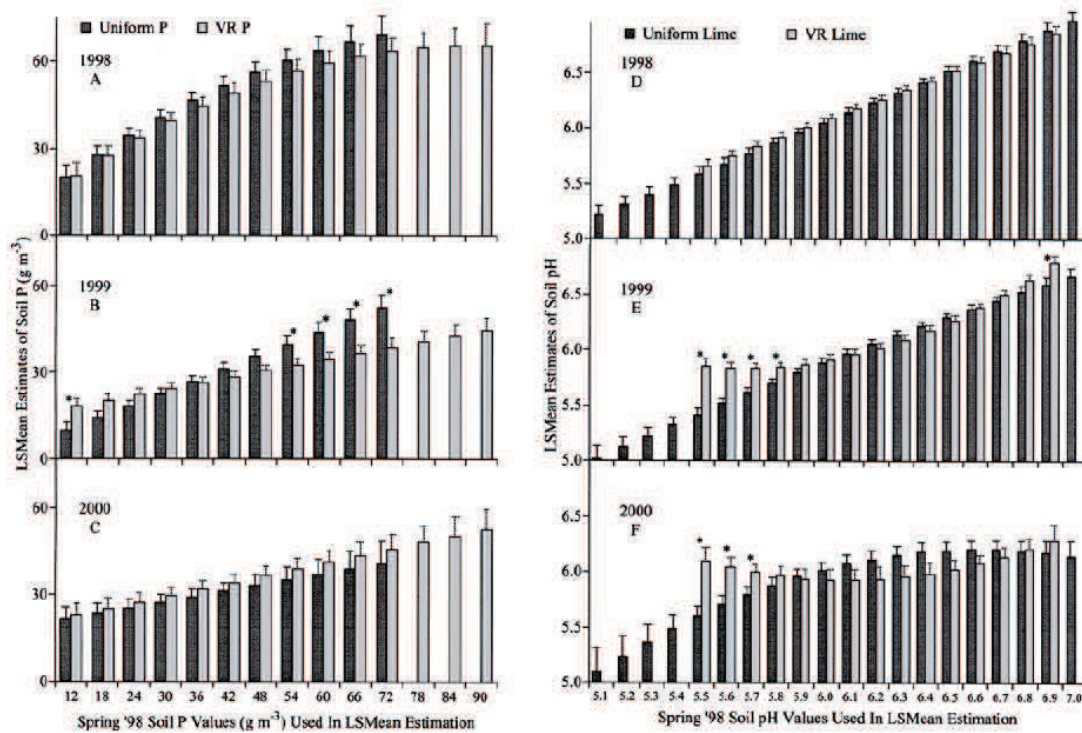 Uniform P VR P
1998
A
60
30
0
1999
B
60
30
0
2000
C
60
30
0
LSMean Estimates of Soil P (g m-3)
12 18 24 30 36 42 48 54 60 66 72 78 84 90
Spring '98 Soil P Values (g m-3) Used In LSMean Estimation
Uniform Lime VR Lime
1998
D
6.5
6.0
5.5
5.0
1999
E
6.5
6.0
5.5
5.0
2000
F
6.5
6.0
5.5
5.0
LSMean Estimates of Soil pH
5.1 5.2 5.3 5.4 5.5 5.6 5.7 5.8 5.9 6.0 6.1 6.2 6.3 6.4 6.5 6.6 6.7 6.8 6.9 7.0
Spring '98 Soil pH Values Used In LSMean Estimation